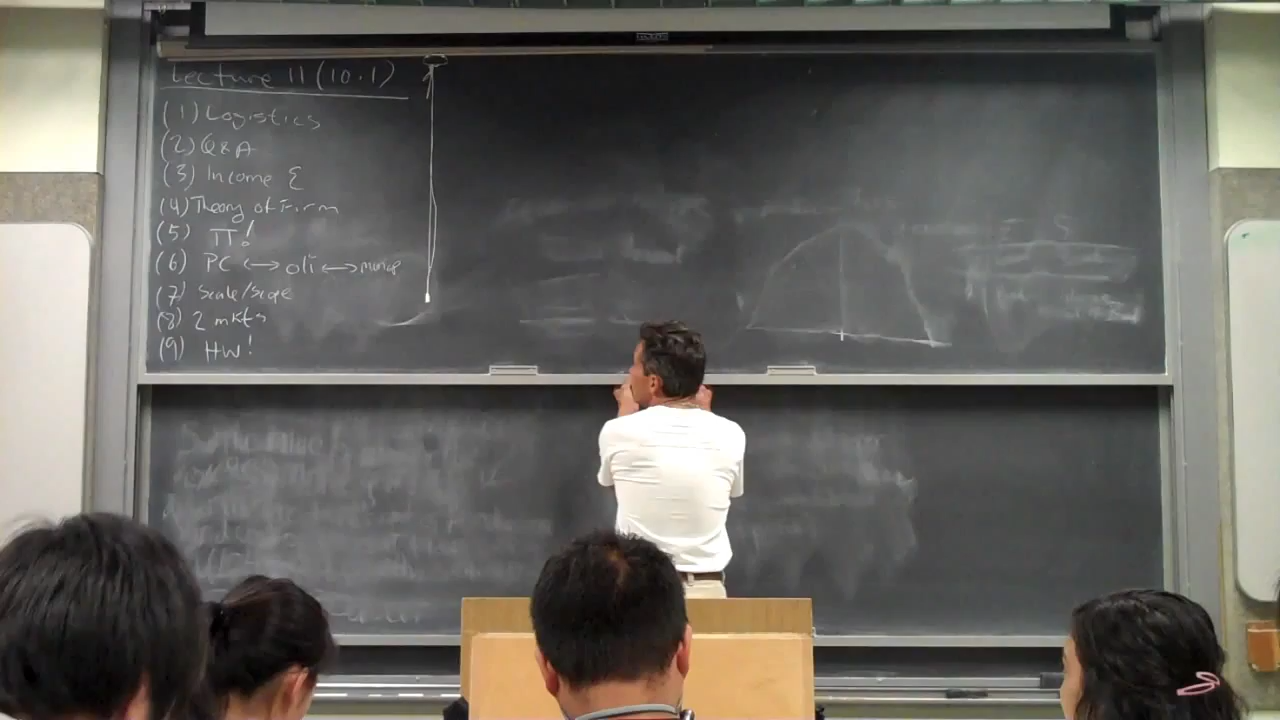 Lecture 11 (10.1)
(1) Logistics
(2) Q&A
(3) Income Σ
(4) Theory of Firm
(5) π!
(6) PC ↔ oli ↔ monop
(7) Scale/Scope
(8) 2 mkts
(9) HW!